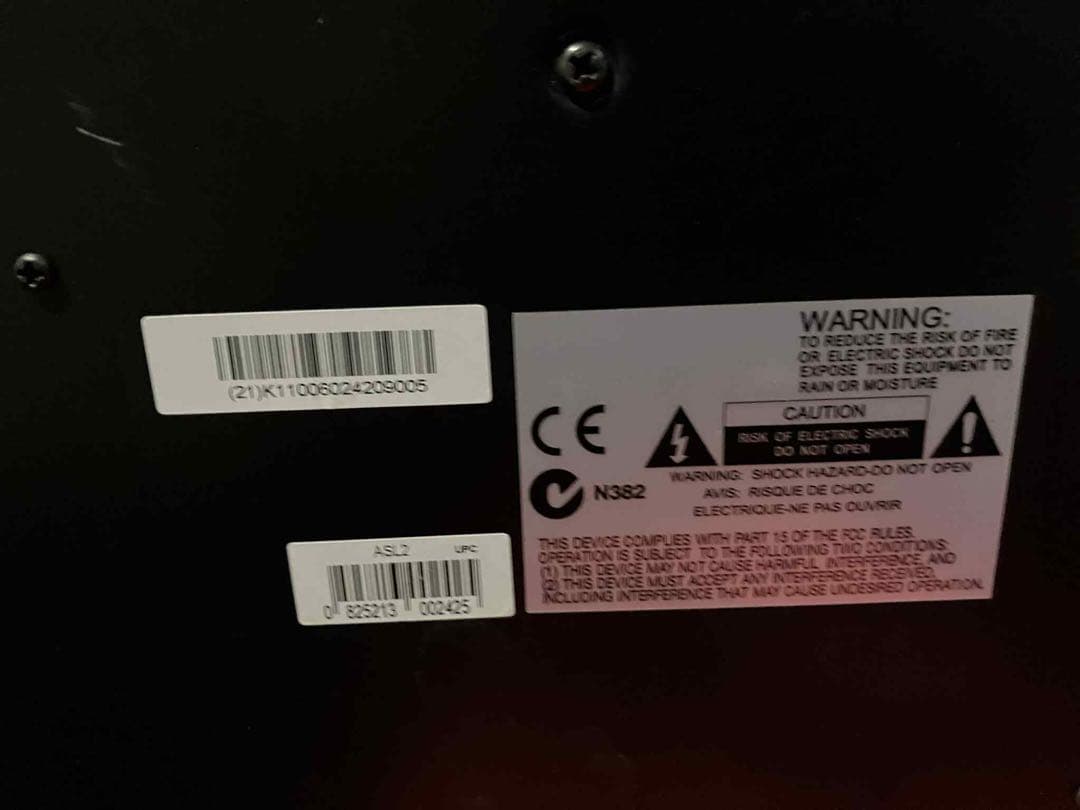 (21)K11006024209005
ASL2 UPC
0 825213 002425
WARNING:
TO REDUCE THE RISK OF FIRE
OR ELECTRIC SHOCK DO NOT
EXPOSE THIS EQUIPMENT TO
RAIN OR MOISTURE
CE
CAUTION
RISK OF ELECTRIC SHOCK
DO NOT OPEN
WARNING: SHOCK HAZARD-DO NOT OPEN
N382
AVIS: RISQUE DE CHOC
ELECTRIQUE-NE PAS OUVRIR
THIS DEVICE COMPLIES WITH PART 15 OF THE FCC RULES.
OPERATION IS SUBJECT TO THE FOLLOWING TWO CONDITIONS:
(1) THIS DEVICE MAY NOT CAUSE HARMFUL INTERFERENCE, AND
(2) THIS DEVICE MUST ACCEPT ANY INTERFERENCE RECEIVED,
INCLUDING INTERFERENCE THAT MAY CAUSE UNDESIRED OPERATION.